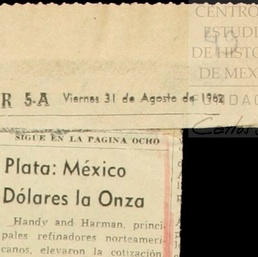 CENTRO
ESTUDI
DE HISTO
DE MEX
R 5-A Viernes 31 de Agosto de 1962
SIGUE EN LA PAGINA OCHO
Plata: México
Dólares la Onza
Handy and Harman, princi-
pales refinadores norteameri-
canos, elevaron la cotización